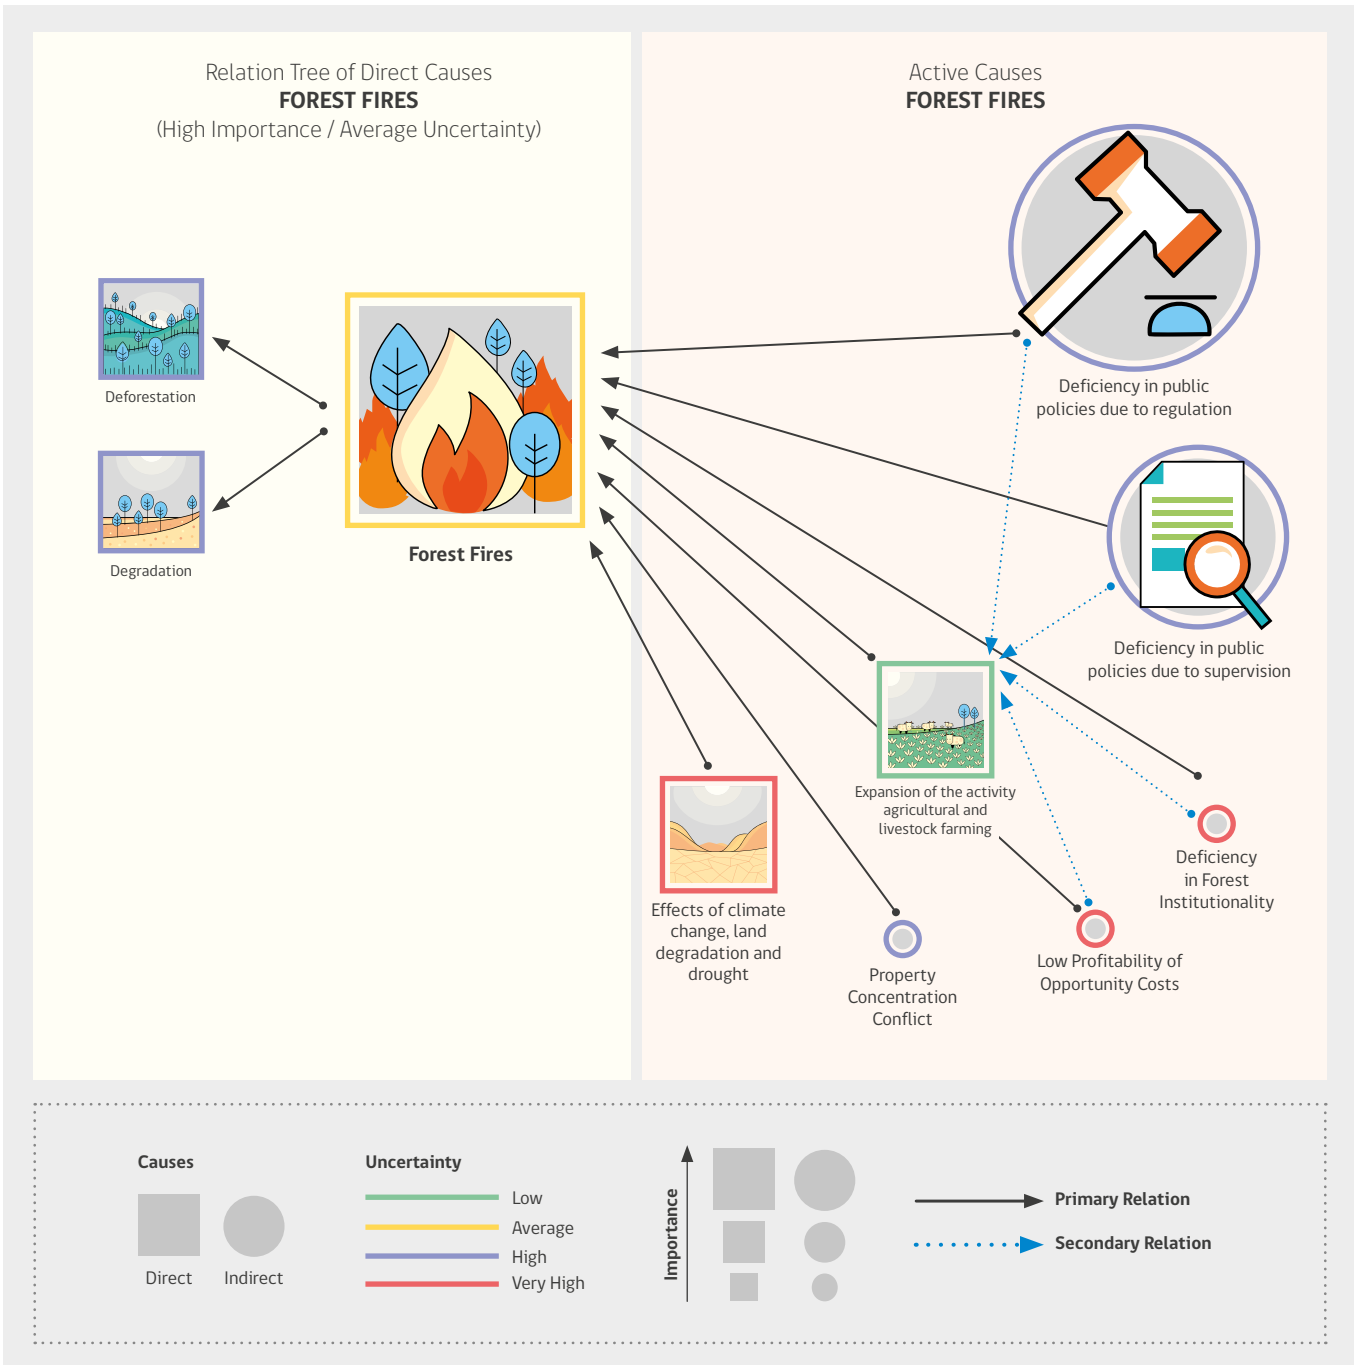 Relation Tree of Direct Causes
FOREST FIRES
(High Importance / Average Uncertainty)
Active Causes
FOREST FIRES
Deforestation
Degradation
Forest Fires
Deficiency in public
policies due to regulation
Deficiency in public
policies due to supervision
Expansion of the activity
agricultural and
livestock farming
Deficiency
in Forest
Institutionality
Effects of climate
change, land
degradation and
drought
Property
Concentration
Conflict
Low Profitability of
Opportunity Costs
Causes
Direct
Indirect
Uncertainty
Low
Average
High
Very High
Importance
Primary Relation
Secondary Relation